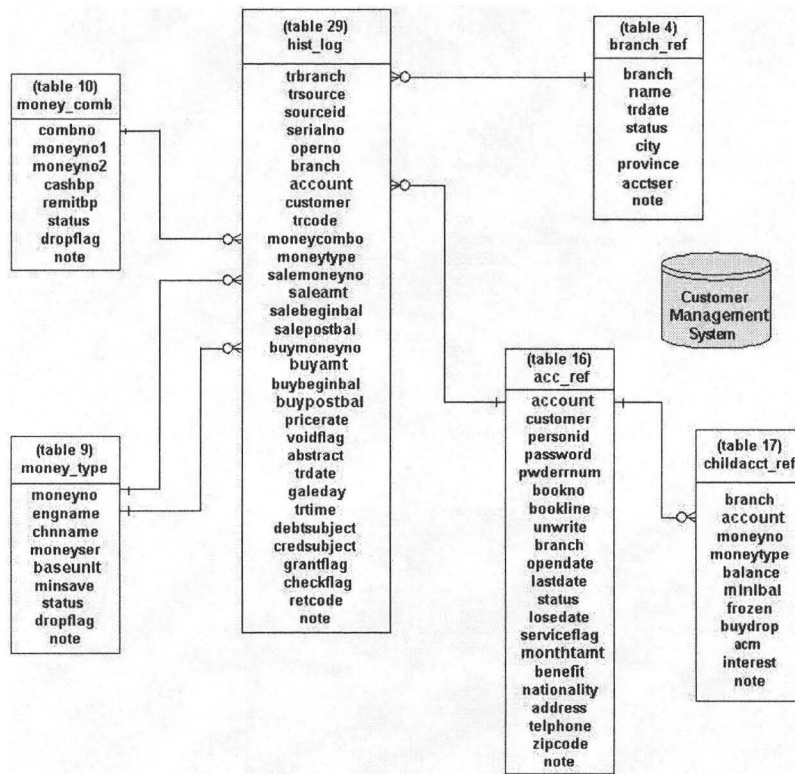 (table 10)
money_comb
combno
moneyno1
moneyno2
cashbp
remitbp
status
dropflag
note
(table 9)
money_type
moneyno
engname
chnname
moneyser
baseunit
minsave
status
dropflag
note
(table 29)
hist_log
trbranch
trsource
sourceid
serialno
operno
branch
account
customer
trcode
moneycombo
moneytype
salemoneyno
saleamt
salebeginbal
salepostbal
buymoneyno
buyamt
buybeginbal
buypostbal
pricerate
voidflag
abstract
trdate
galeday
trtime
debtsubject
credsubject
grantflag
checkflag
retcode
note
(table 4)
branch_ref
branch
name
trdate
status
city
province
acctser
note
Customer
Management
System
(table 16)
acc_ref
account
customer
personid
password
pwderrnum
bookno
bookline
unwrite
branch
opendate
lastdate
status
losedate
serviceflag
monthtamt
benefit
nationality
address
telphone
zipcode
note
(table 17)
childacct_ref
branch
account
moneyno
moneytype
balance
minibal
frozen
buydrop
acm
interest
note